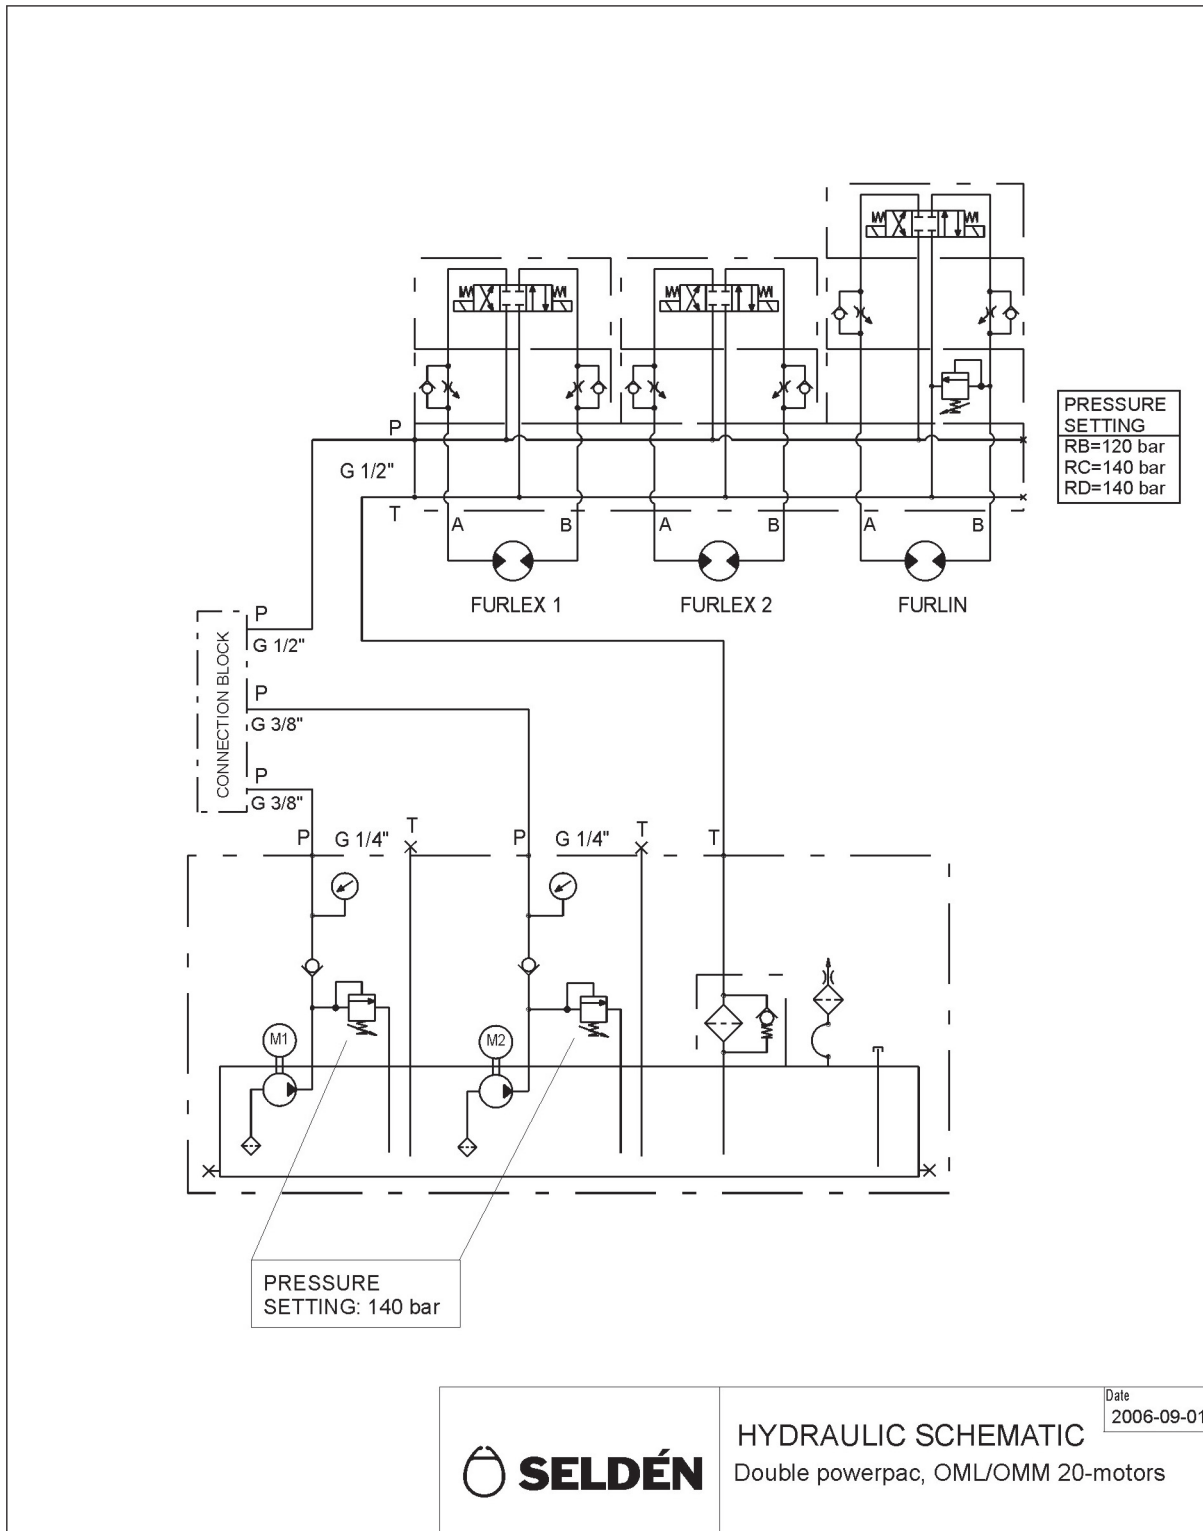 PRESSURE
SETTING
RB=120 bar
RC=140 bar
RD=140 bar
P
G 1/2"
T
A
B
A
B
A
B
FURLEX 1
FURLEX 2
FURLIN
CONNECTION BLOCK
P
G 1/2"
P
G 3/8"
P
G 3/8"
P
G 1/4"
T
P
G 1/4"
T
T
M1
M2
PRESSURE
SETTING: 140 bar
SELDÉN
HYDRAULIC SCHEMATIC
Double powerpac, OML/OMM 20-motors
Date
2006-09-01